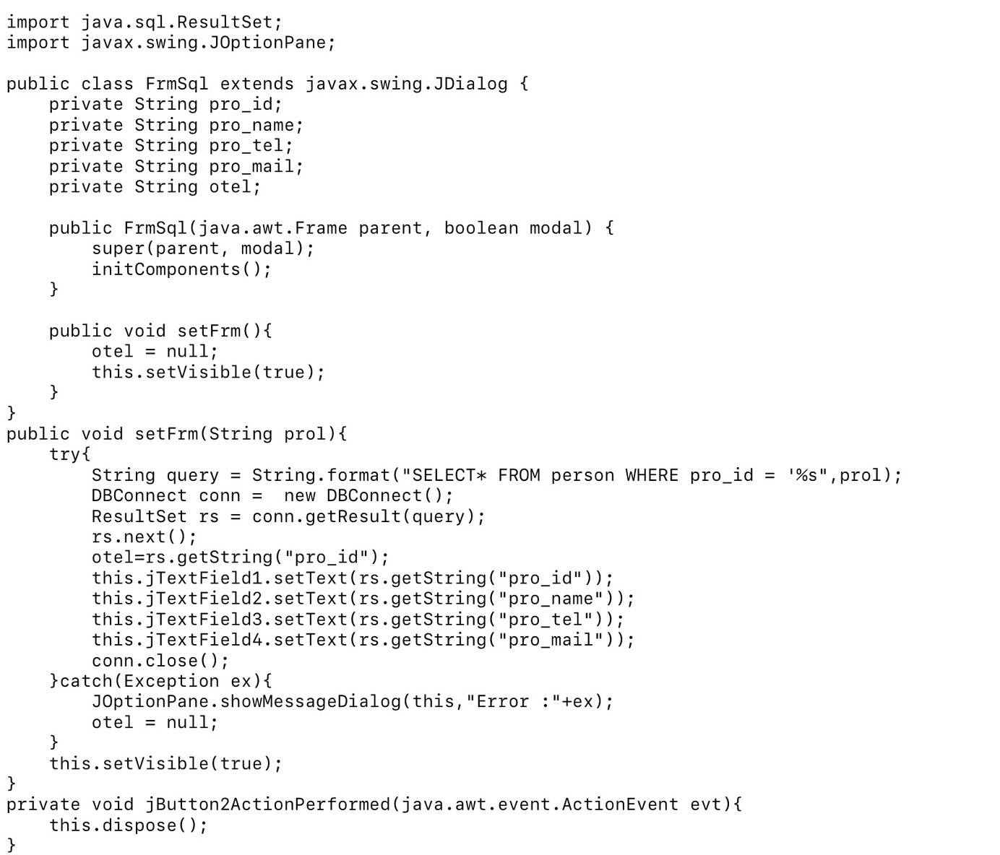 import java.sql.ResultSet;
import javax.swing.JOptionPane;

public class FrmSql extends javax.swing.JDialog {
    private String pro_id;
    private String pro_name;
    private String pro_tel;
    private String pro_mail;
    private String otel;

    public FrmSql(java.awt.Frame parent, boolean modal) {
        super(parent, modal);
        initComponents();
    }

    public void setFrm(){
        otel = null;
        this.setVisible(true);
    }
}
public void setFrm(String prol){
    try{
        String query = String.format("SELECT* FROM person WHERE pro_id = '%s",prol);
        DBConnect conn =  new DBConnect();
        ResultSet rs = conn.getResult(query);
        rs.next();
        otel=rs.getString("pro_id");
        this.jTextField1.setText(rs.getString("pro_id"));
        this.jTextField2.setText(rs.getString("pro_name"));
        this.jTextField3.setText(rs.getString("pro_tel"));
        this.jTextField4.setText(rs.getString("pro_mail"));
        conn.close();
    }catch(Exception ex){
        JOptionPane.showMessageDialog(this,"Error :"+ex);
        otel = null;
    }
    this.setVisible(true);
}
private void jButton2ActionPerformed(java.awt.event.ActionEvent evt){
    this.dispose();
}